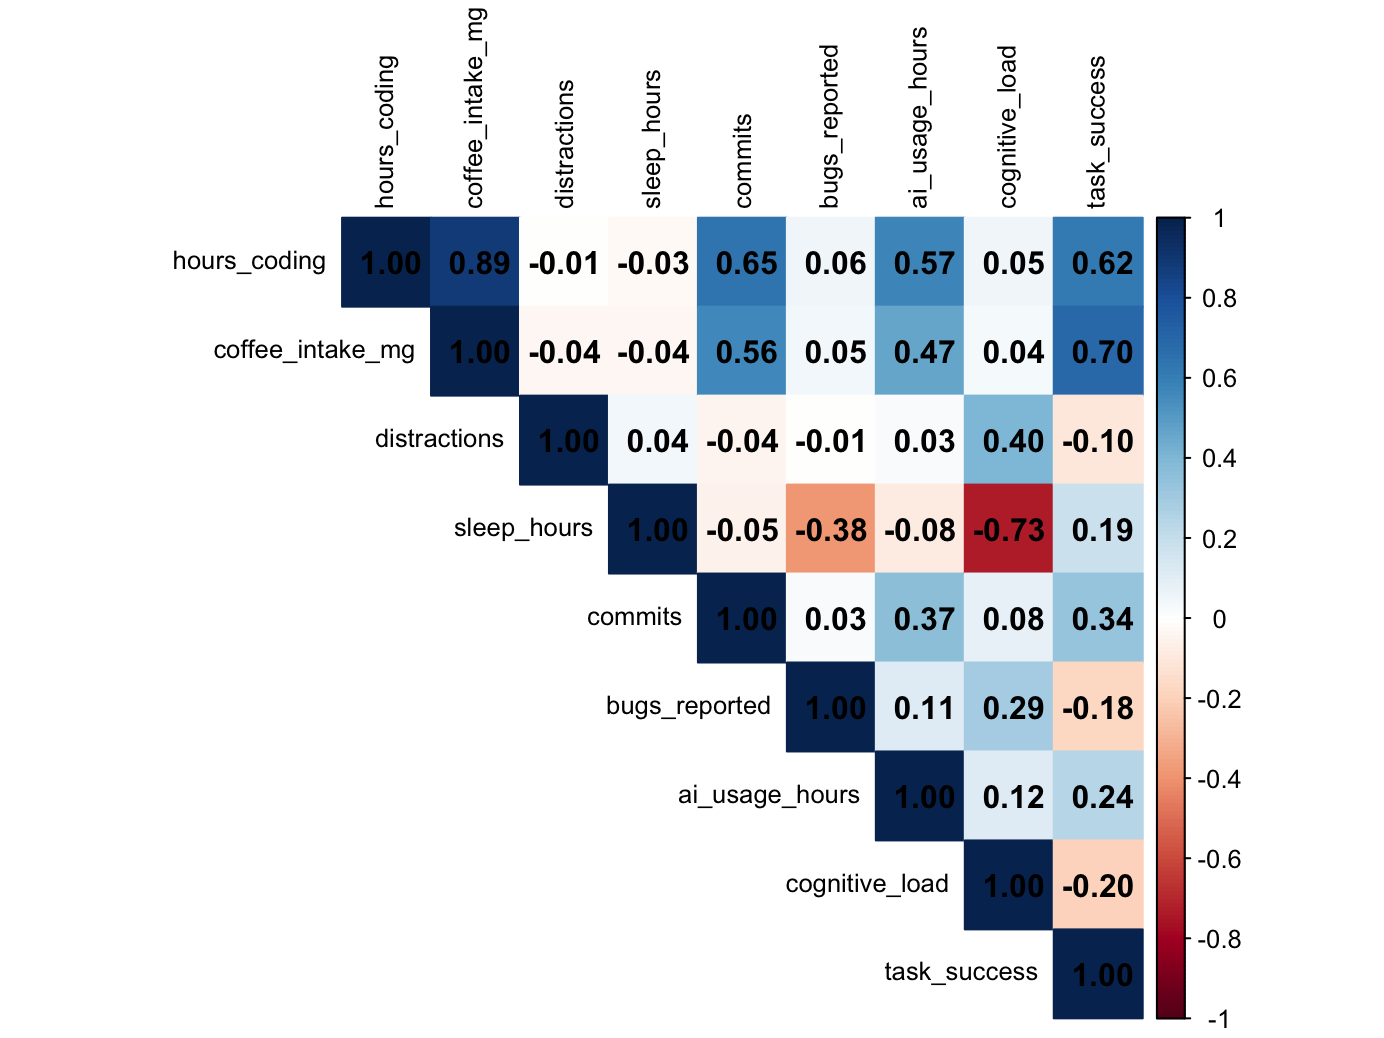 hours_coding
coffee_intake_mg
distractions
sleep_hours
commits
bugs_reported
ai_usage_hours
cognitive_load
task_success
hours_coding 1.00 0.89 -0.01 -0.03 0.65 0.06 0.57 0.05 0.62
coffee_intake_mg 1.00 -0.04 -0.04 0.56 0.05 0.47 0.04 0.70
distractions 1.00 0.04 -0.04 -0.01 0.03 0.40 -0.10
sleep_hours 1.00 -0.05 -0.38 -0.08 -0.73 0.19
commits 1.00 0.03 0.37 0.08 0.34
bugs_reported 1.00 0.11 0.29 -0.18
ai_usage_hours 1.00 0.12 0.24
cognitive_load 1.00 -0.20
task_success 1.00
1
0.8
0.6
0.4
0.2
0
-0.2
-0.4
-0.6
-0.8
-1